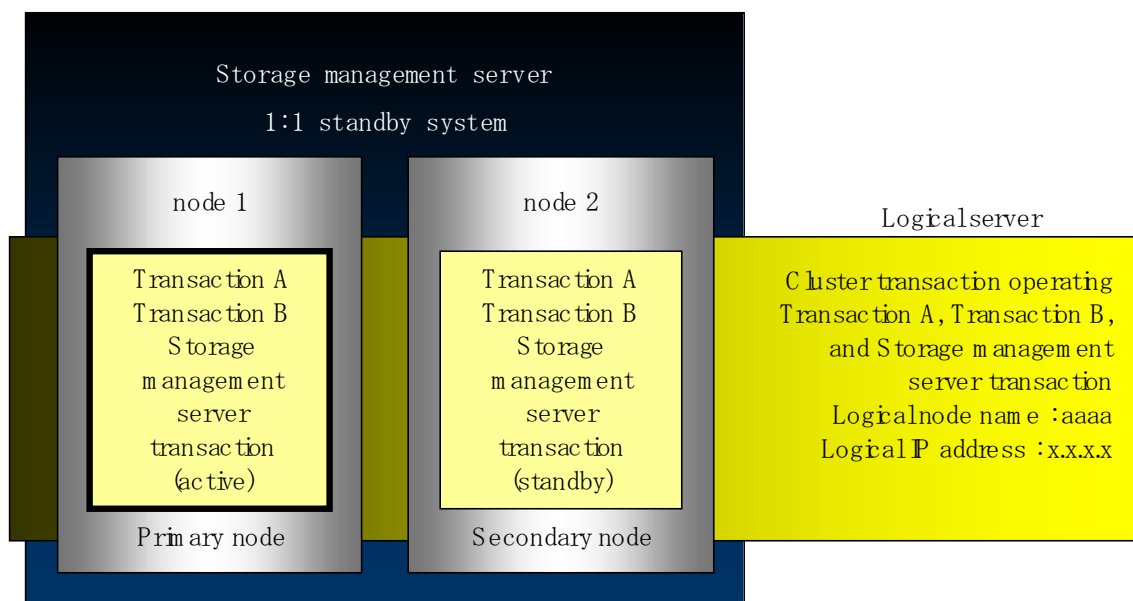 Storage management server
1:1 standby system
node 1
Transaction A
Transaction B
Storage
management
server
transaction
(active)
Primary node
node 2
Transaction A
Transaction B
Storage
management
server
transaction
(standby)
Secondary node
Logical server
Cluster transaction operating
Transaction A, Transaction B,
and Storage management
server transaction
Logical node name :aaaa
Logical IP address :x.x.x.x